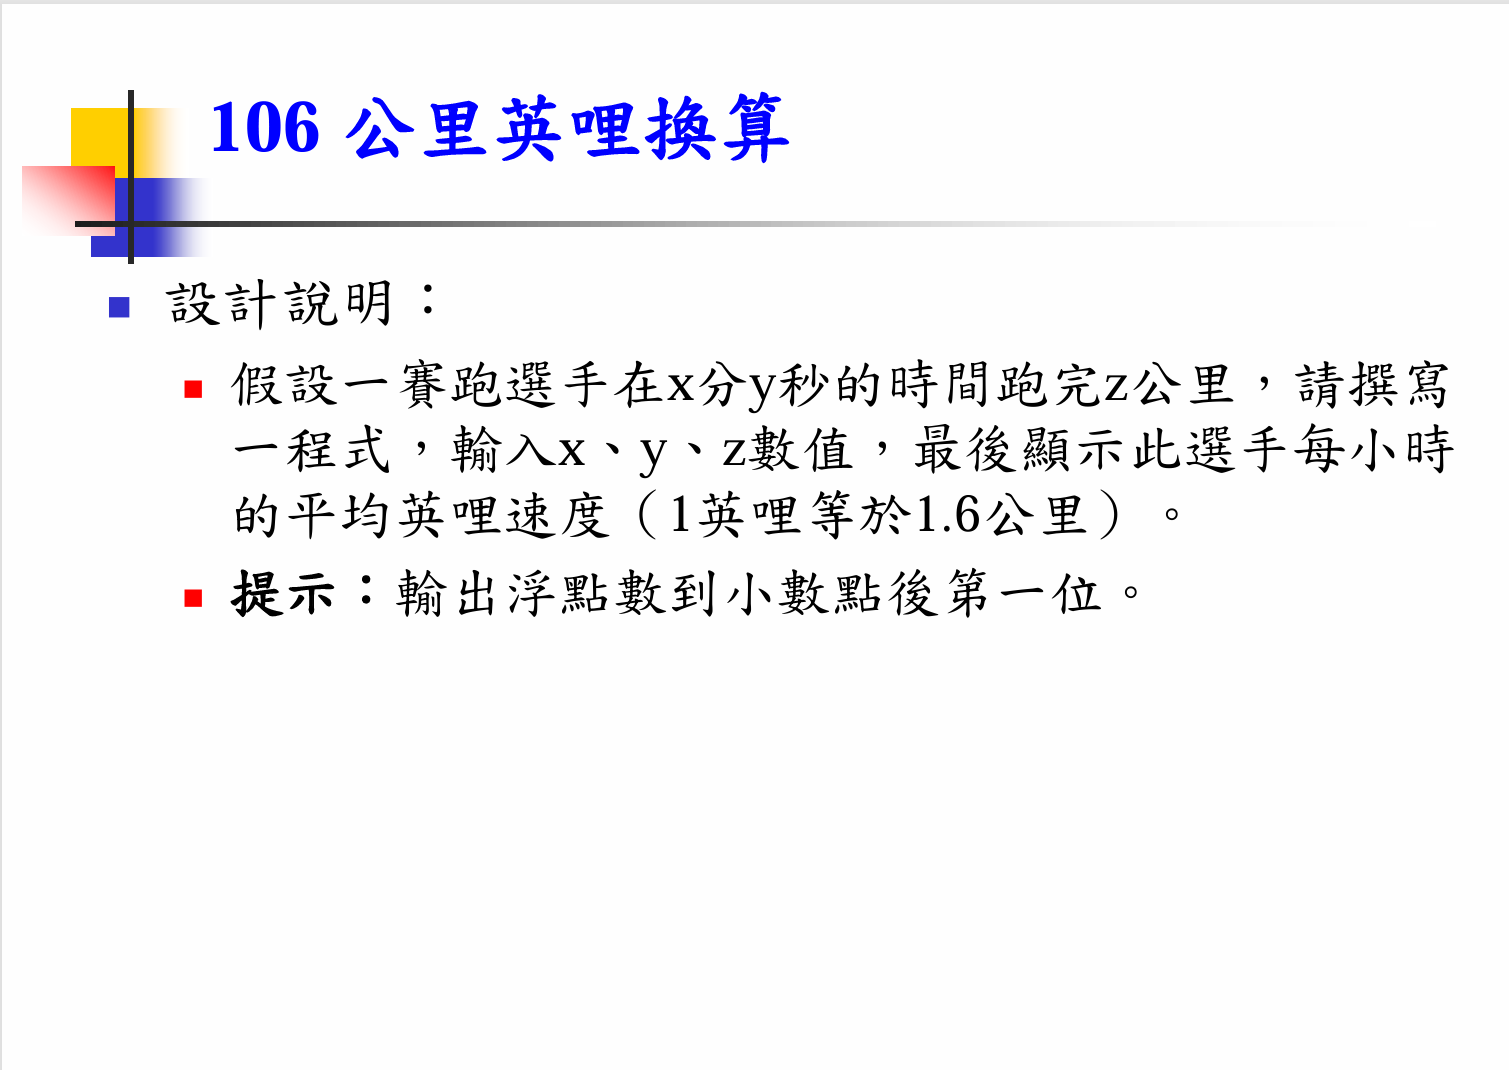 106 公里英哩換算
設計說明：
假設一賽跑選手在x分y秒的時間跑完z公里，請撰寫
一程式，輸入x、y、z數值，最後顯示此選手每小時
的平均英哩速度（1英哩等於1.6公里）。
提示：輸出浮點數到小數點後第一位。